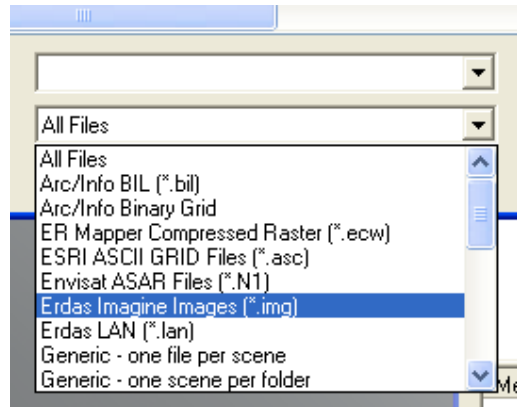 All Files
All Files
Arc/Info BIL (*.bil)
Arc/Info Binary Grid
ER Mapper Compressed Raster (*.ecw)
ESRI ASCII GRID Files (*.asc)
Envisat ASAR Files (*.N1)
Erdas Imagine Images (*.img)
Erdas LAN (*.lan)
Generic - one file per scene
Generic - one scene per folder